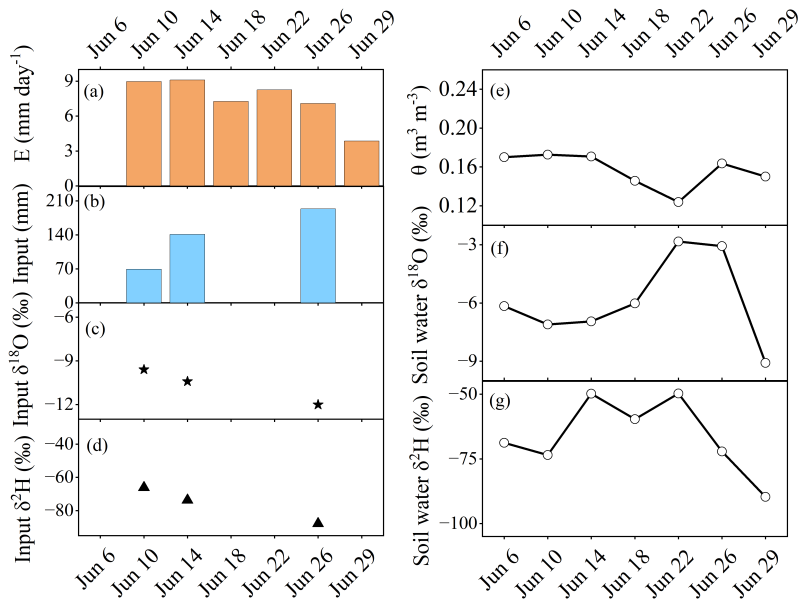 Jun 6 Jun 10 Jun 14 Jun 18 Jun 22 Jun 26 Jun 29
(a)
E (mm day⁻¹)
9
6
3
0
(b)
Input (mm)
210
140
70
0
(c)
Input δ¹⁸O (‰)
−6
−9
−12
(d)
Input δ²H (‰)
−40
−60
−80
Jun 6 Jun 10 Jun 14 Jun 18 Jun 22 Jun 26 Jun 29
Jun 6 Jun 10 Jun 14 Jun 18 Jun 22 Jun 26 Jun 29
(e)
θ (m³ m⁻³)
0.24
0.20
0.16
0.12
(f)
Soil water δ¹⁸O (‰)
−3
−6
−9
(g)
Soil water δ²H (‰)
−50
−75
−100
Jun 6 Jun 10 Jun 14 Jun 18 Jun 22 Jun 26 Jun 29